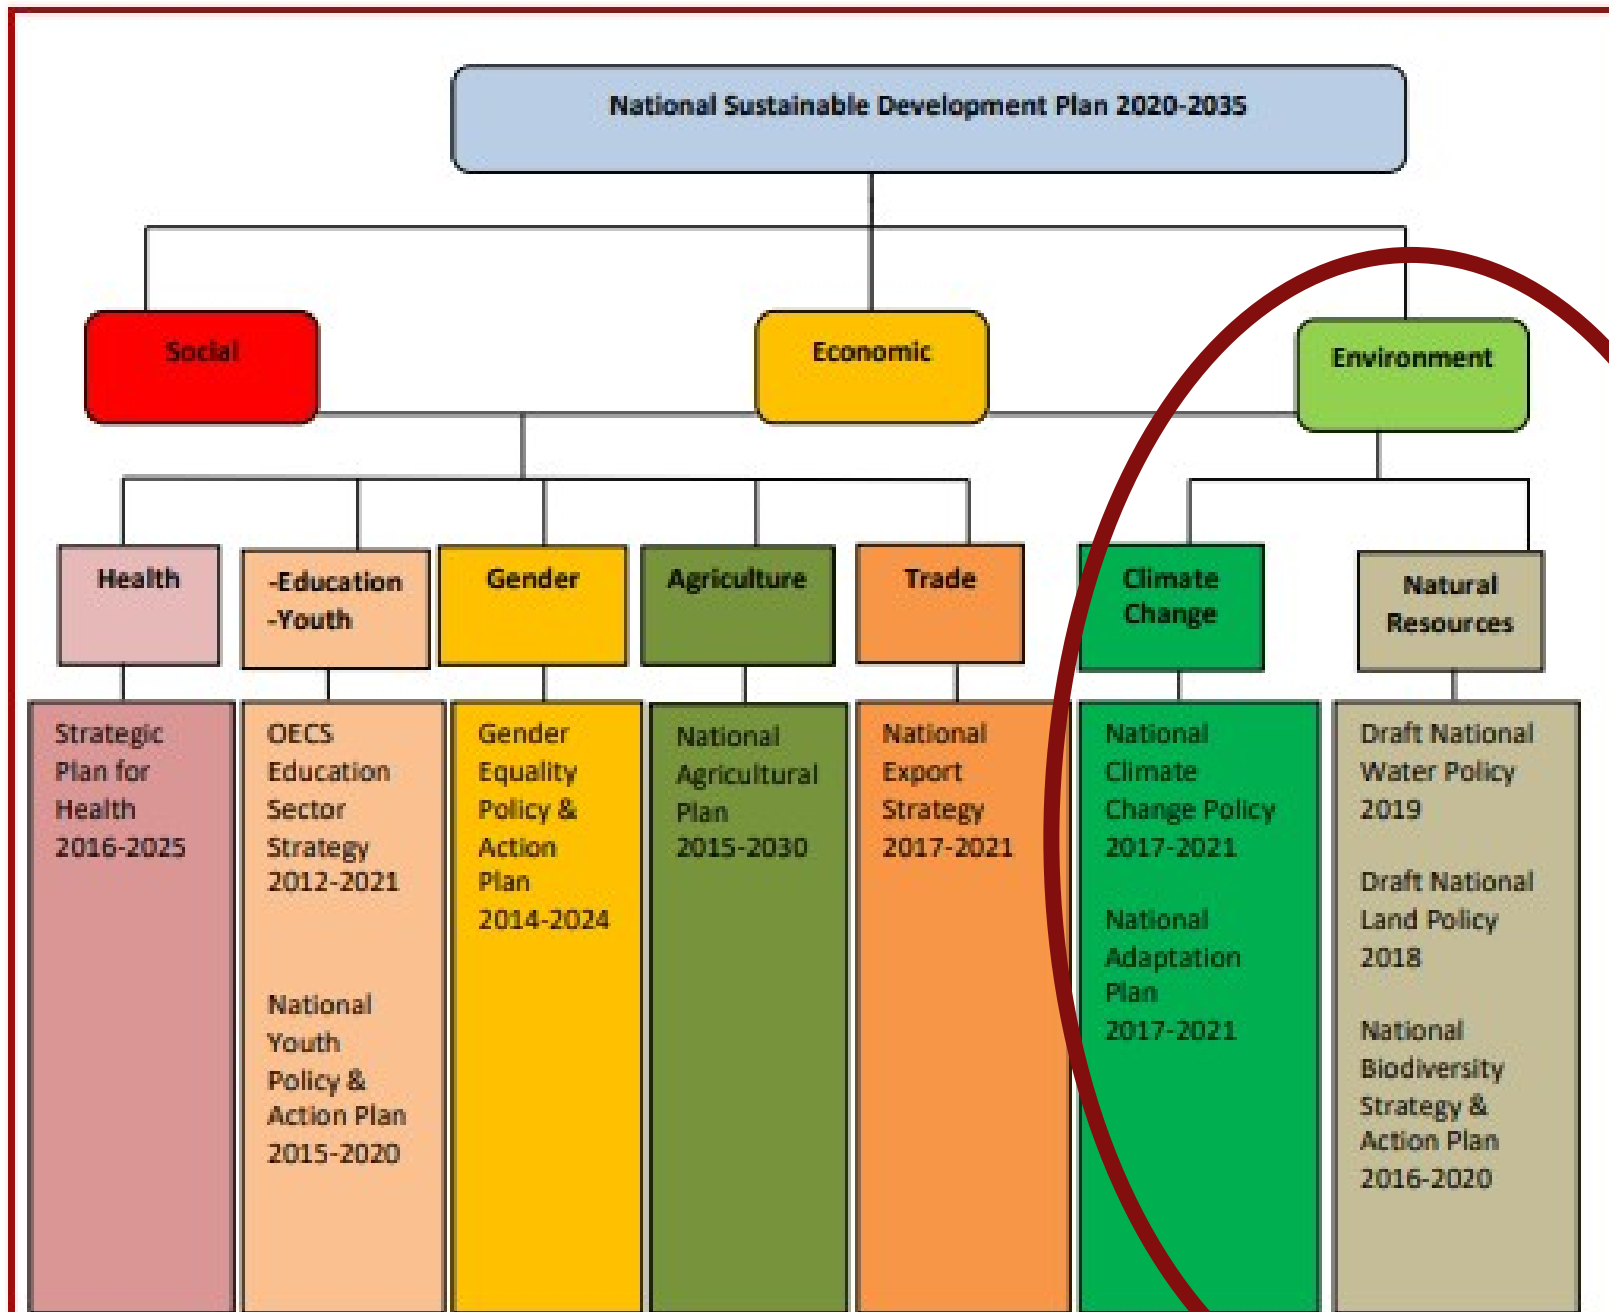 National Sustainable Development Plan 2020-2035
Social
Economic
Environment
Health
-Education
-Youth
Gender
Agriculture
Trade
Climate
Change
Natural
Resources
Strategic
Plan for
Health
2016-2025
OECS
Education
Sector
Strategy
2012-2021
National
Youth
Policy &
Action Plan
2015-2020
Gender
Equality
Policy &
Action
Plan
2014-2024
National
Agricultural
Plan
2015-2030
National
Export
Strategy
2017-2021
National
Climate
Change Policy
2017-2021
National
Adaptation
Plan
2017-2021
Draft National
Water Policy
2019
Draft National
Land Policy
2018
National
Biodiversity
Strategy &
Action Plan
2016-2020